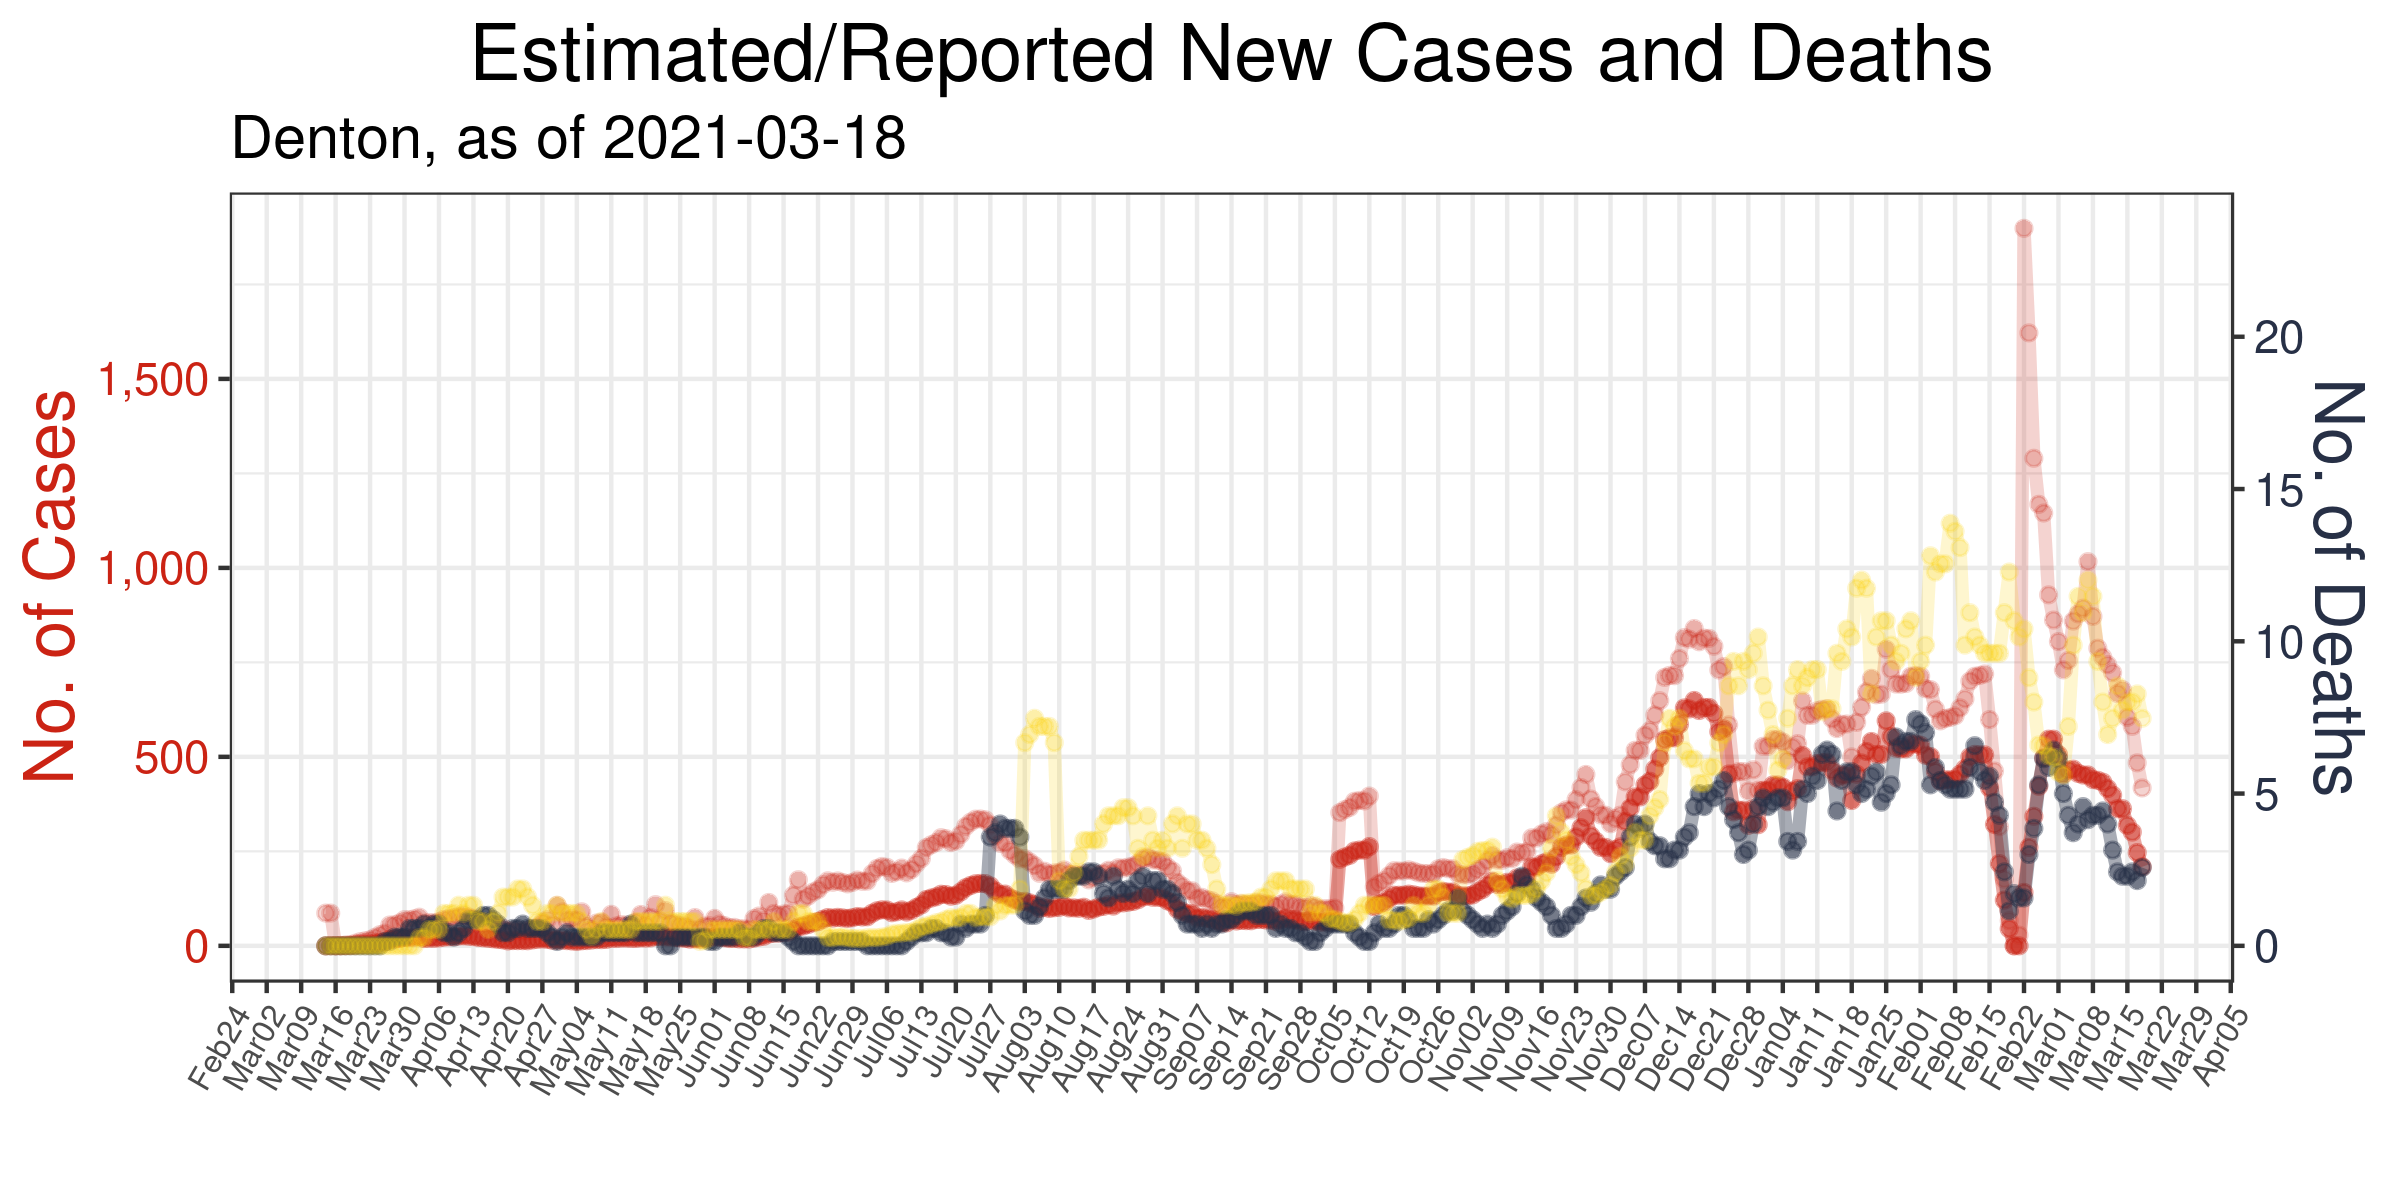 Estimated/Reported New Cases and Deaths
Denton, as of 2021-03-18
No. of Cases
1,500
1,000
500
0
No. of Deaths
20
15
10
5
0
Feb24
Mar02
Mar09
Mar16
Mar23
Mar30
Apr06
Apr13
Apr20
Apr27
May04
May11
May18
May25
Jun01
Jun08
Jun15
Jun22
Jun29
Jul06
Jul13
Jul20
Jul27
Aug03
Aug10
Aug17
Aug24
Aug31
Sep07
Sep14
Sep21
Sep28
Oct05
Oct12
Oct19
Oct26
Nov02
Nov09
Nov16
Nov23
Nov30
Dec07
Dec14
Dec21
Dec28
Dec04
Jan11
Jan18
Jan25
Feb01
Feb08
Feb15
Feb22
Mar01
Mar08
Mar15
Mar22
Mar29
Apr05